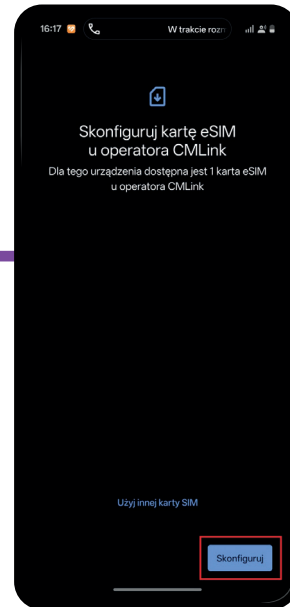 16:17 W trakcie rozn
Skonfiguruj kartę eSIM
u operatora CMLink
Dla tego urządzenia dostępna jest 1 karta eSIM
u operatora CMLink
Użyj innej karty SIM
Skonfiguruj